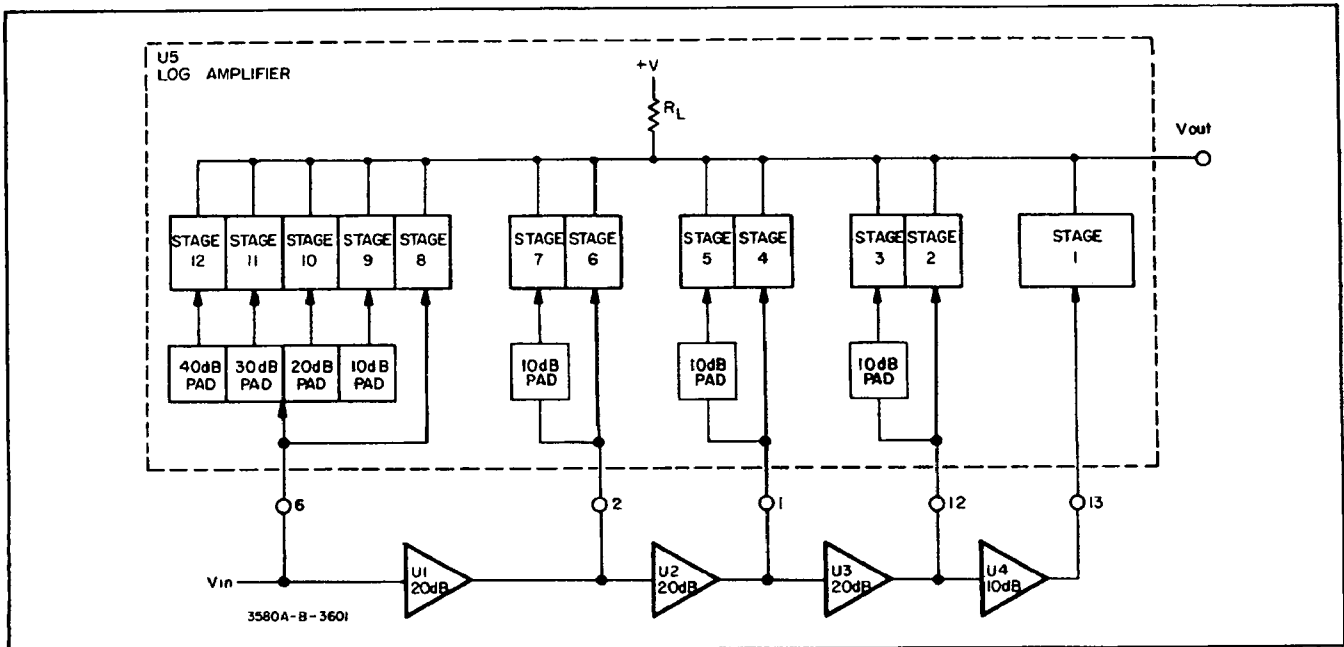 U5
LOG AMPLIFIER
+V
RL
Vout
STAGE 12
STAGE 11
STAGE 10
STAGE 9
STAGE 8
STAGE 7
STAGE 6
STAGE 5
STAGE 4
STAGE 3
STAGE 2
STAGE 1
40dB PAD
30dB PAD
20dB PAD
10dB PAD
10dB PAD
10dB PAD
10dB PAD
6
2
1
12
13
Vin
U1 20dB
U2 20dB
U3 20dB
U4 10dB
3580A-B-3601